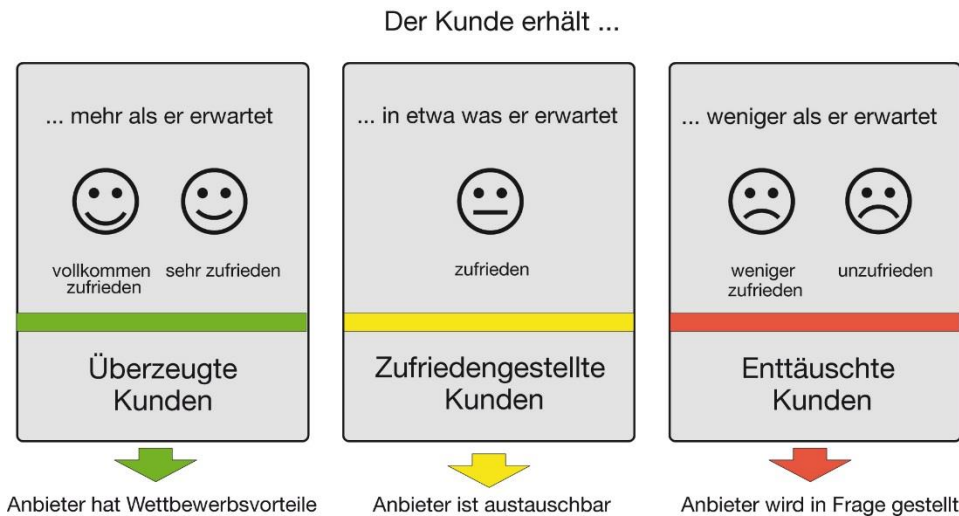 Der Kunde erhält ...
... mehr als er erwartet
vollkommen
zufrieden
sehr zufrieden
Überzeugte
Kunden
Anbieter hat Wettbewerbsvorteile
... in etwa was er erwartet
zufrieden
Zufriedengestellte
Kunden
Anbieter ist austauschbar
... weniger als er erwartet
weniger
zufrieden
unzufrieden
Enttäuschte
Kunden
Anbieter wird in Frage gestellt